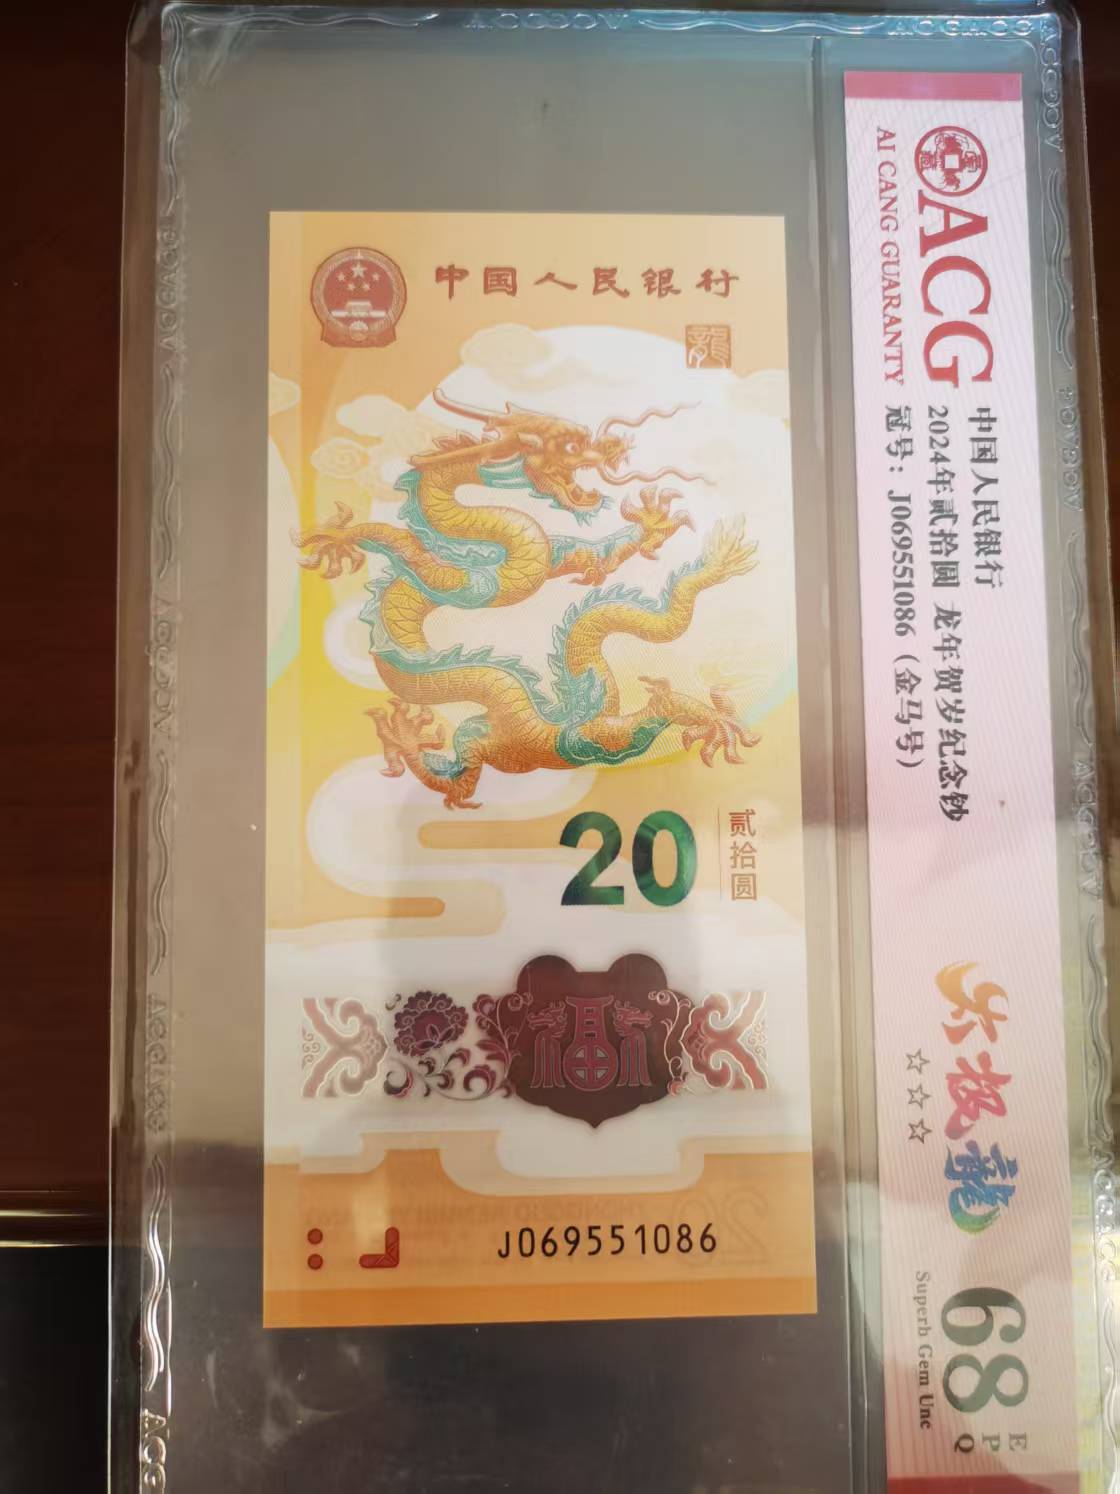 中国人民银行
龍
20
贰拾圆
福
J069551086
ACG
AI CANG GUARANTY
中国人民银行
2024年贰拾圆 龙年贺岁纪念钞
冠号：J069551086（金马号）
☆☆☆
68
EPQ
Superb Gem Unc